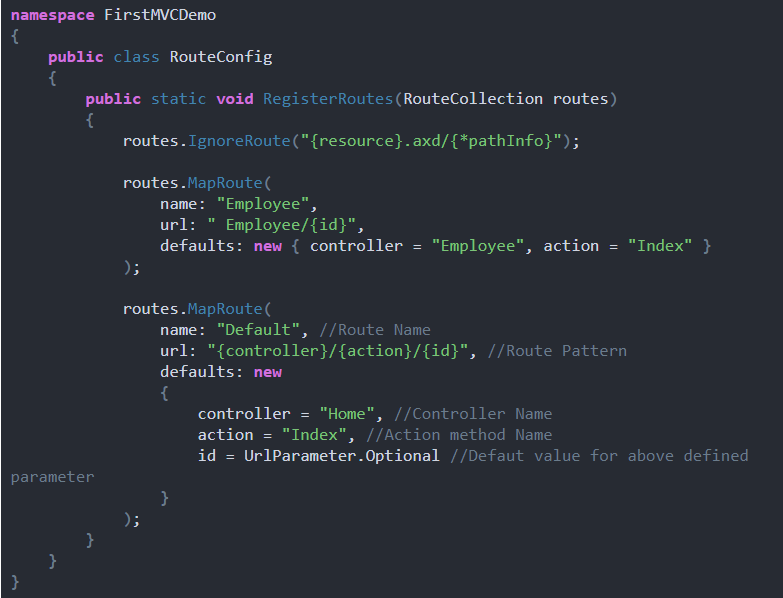 namespace FirstMVCDemo
{
    public class RouteConfig
    {
        public static void RegisterRoutes(RouteCollection routes)
        {
            routes.IgnoreRoute("{resource}.axd/{*pathInfo}");

            routes.MapRoute(
                name: "Employee",
                url: " Employee/{id}",
                defaults: new { controller = "Employee", action = "Index" }
            );

            routes.MapRoute(
                name: "Default", //Route Name
                url: "{controller}/{action}/{id}", //Route Pattern
                defaults: new
                {
                    controller = "Home", //Controller Name
                    action = "Index", //Action method Name
                    id = UrlParameter.Optional //Defaut value for above defined
parameter
                }
            );
        }
    }
}